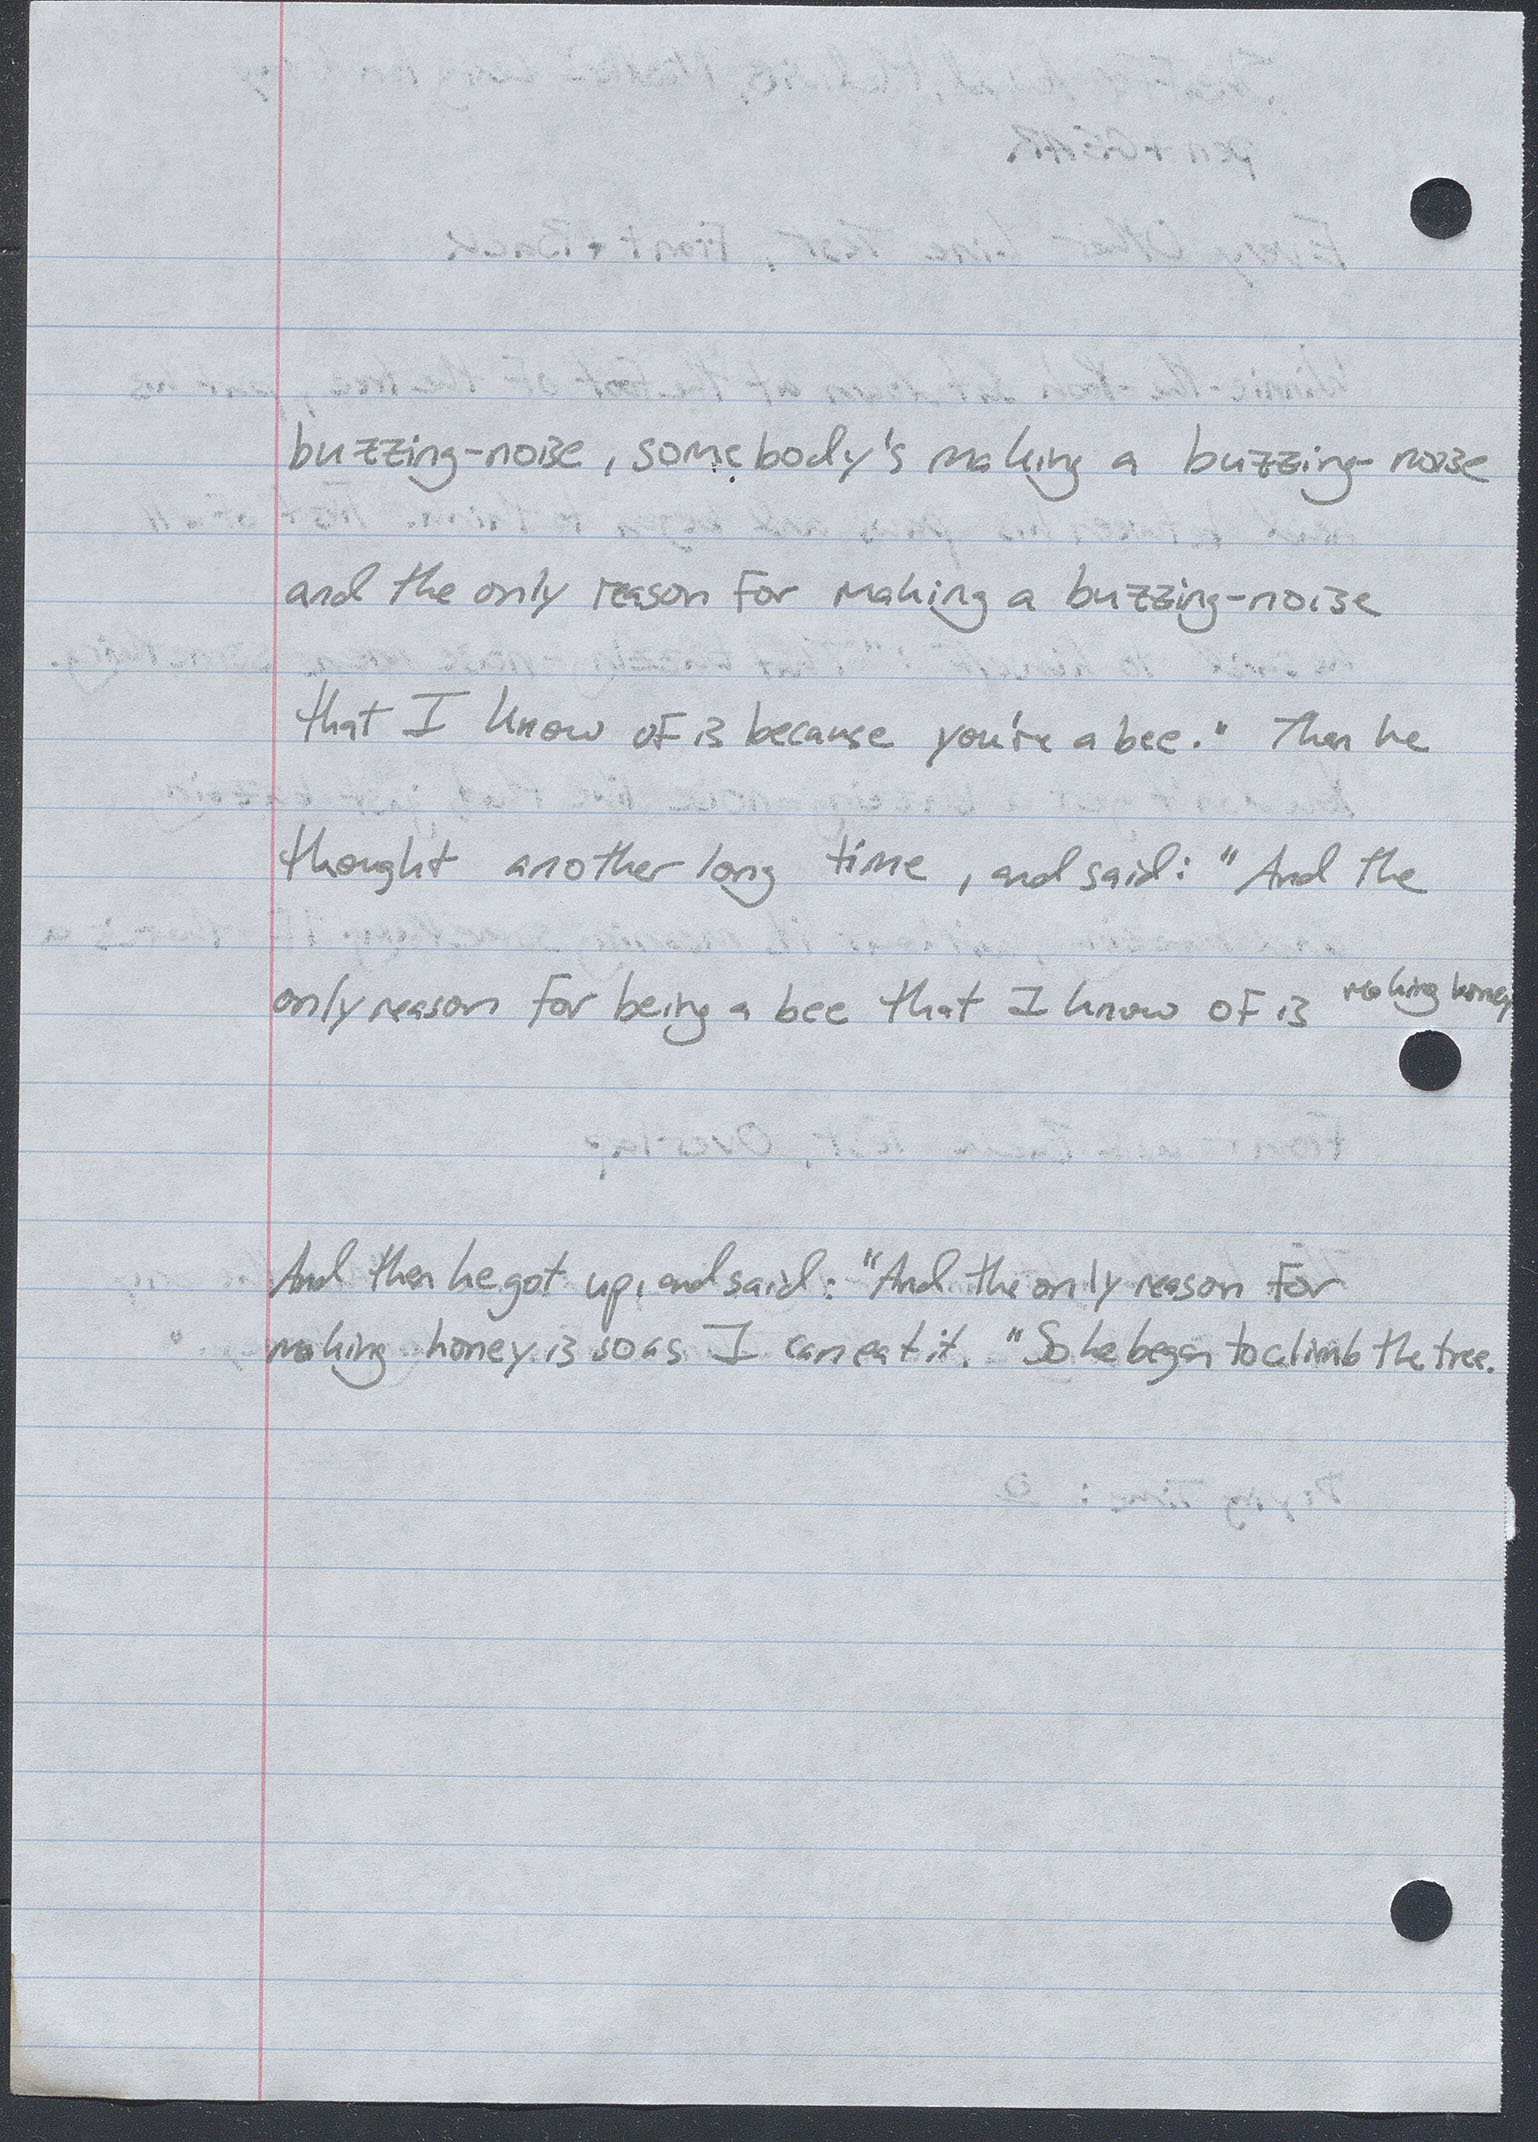 buzzing-noise, somebody's making a buzzing-noise
and the only reason for making a buzzing-noise
that I know of is because you're a bee." Then he
thought another long time, and said: "And the
only reason for being a bee that I know of is making honey
And then he got up, and said: "And the only reason for
making honey is so as I can eat it. "So he began to climb the tree.